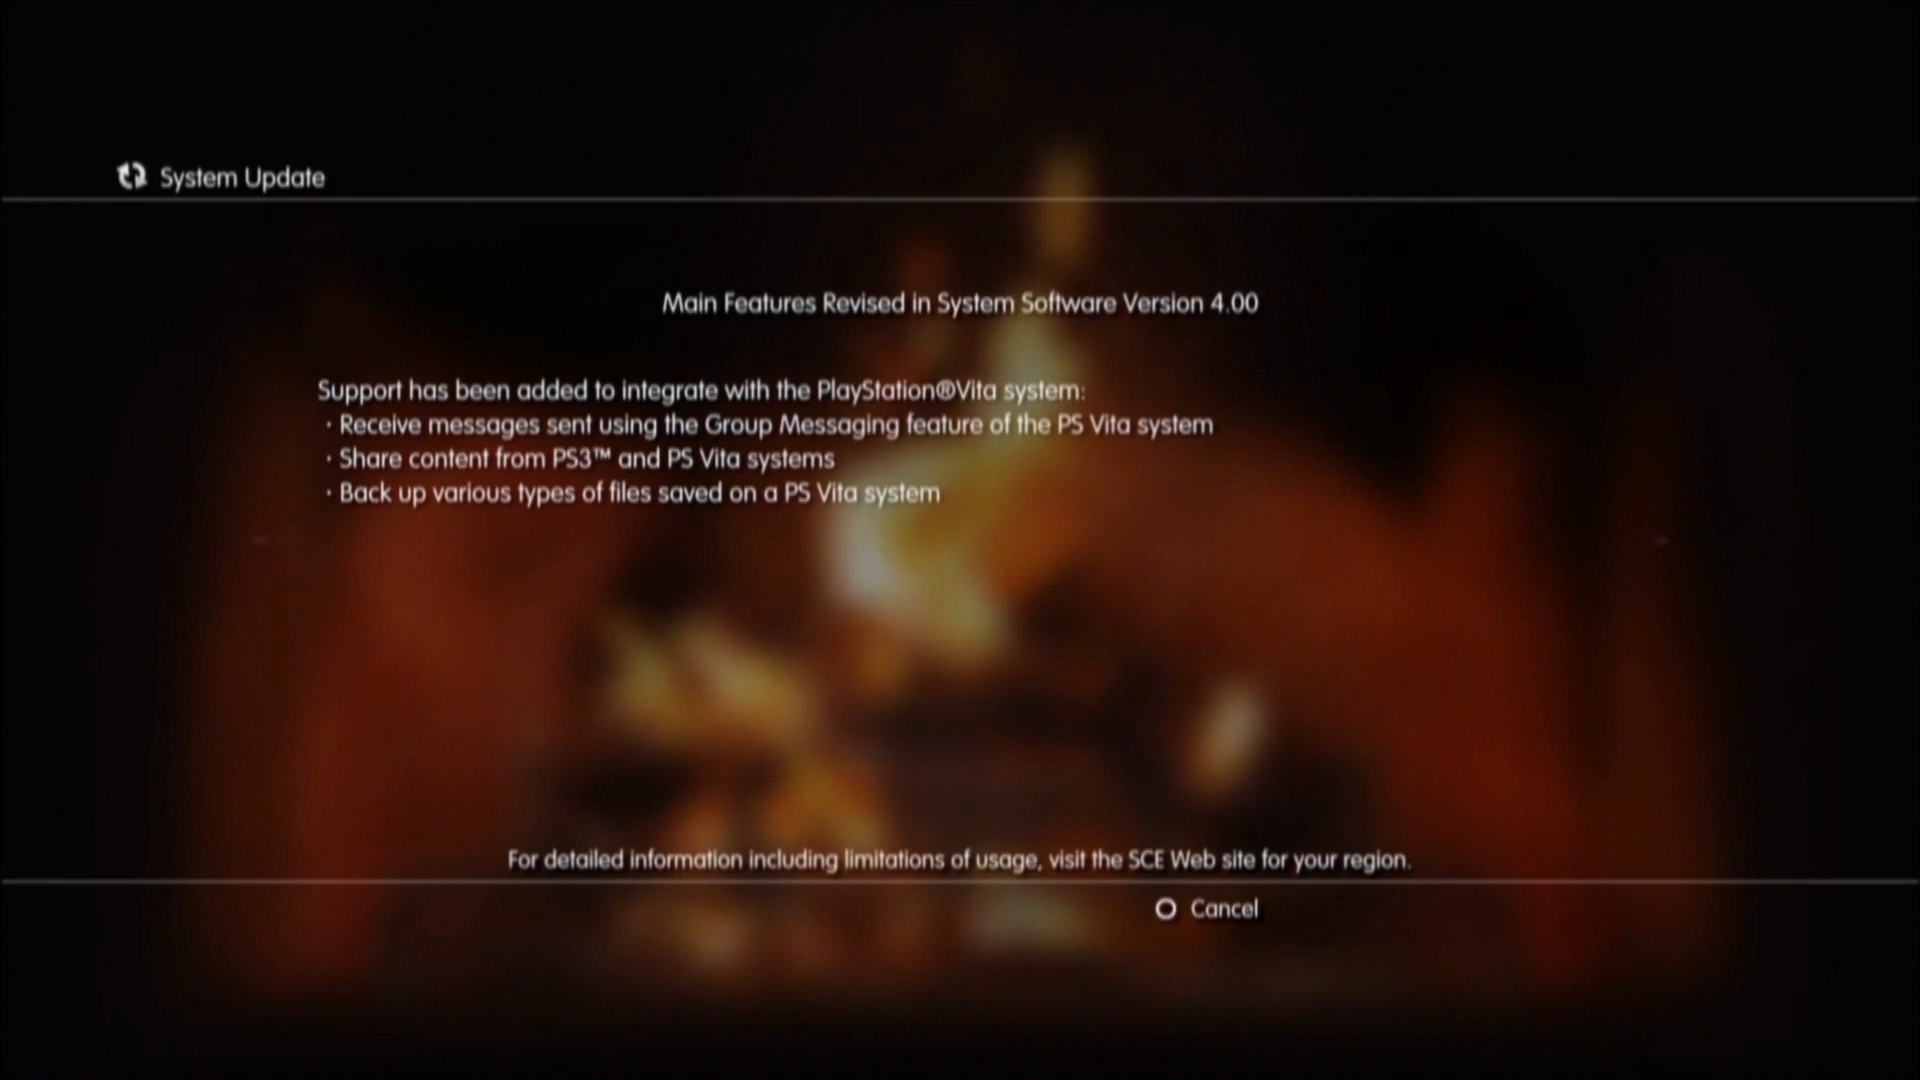 System Update
Main Features Revised in System Software Version 4.00
Support has been added to integrate with the PlayStation®Vita system:
· Receive messages sent using the Group Messaging feature of the PS Vita system
· Share content from PS3™ and PS Vita systems
· Back up various types of files saved on a PS Vita system
For detailed information including limitations of usage, visit the SCE Web site for your region.
Cancel